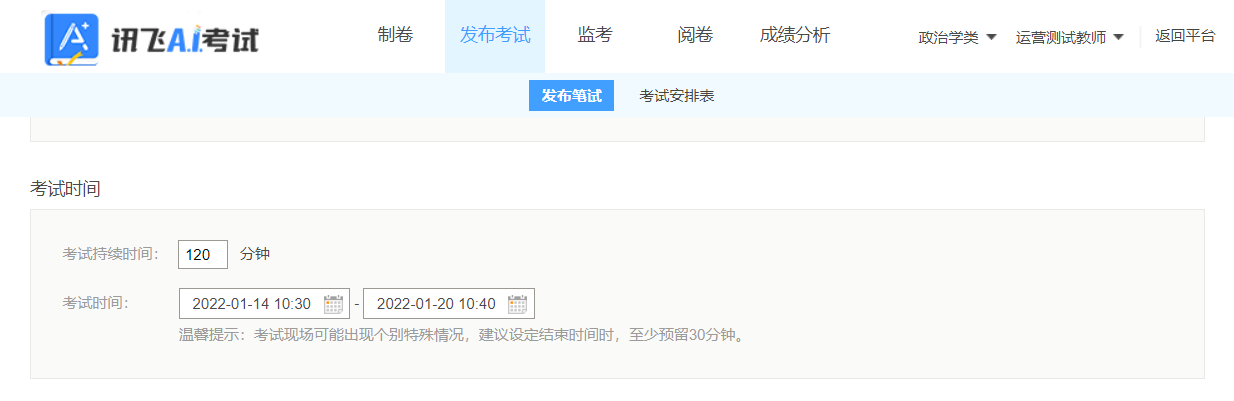 讯飞A.i.考试
制卷 发布考试 监考 阅卷 成绩分析 政治学类 运营测试教师 返回平台
发布笔试 考试安排表
考试时间
考试持续时间： 120 分钟
考试时间： 2022-01-14 10:30 - 2022-01-20 10:40
温馨提示：考试现场可能出现个别特殊情况，建议设定结束时间时，至少预留30分钟。